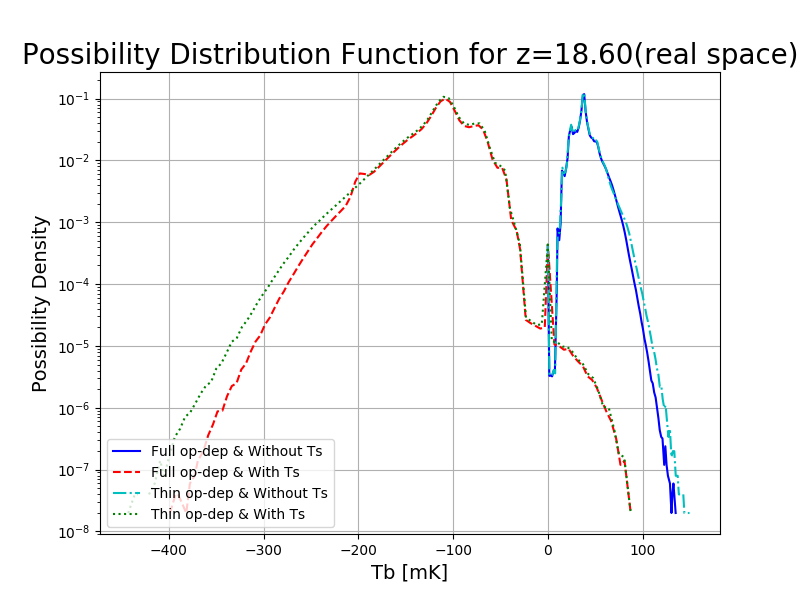 Possibility Distribution Function for z=18.60(real space)
Possibility Density
10⁻¹
10⁻²
10⁻³
10⁻⁴
10⁻⁵
10⁻⁶
10⁻⁷
10⁻⁸
Full op-dep & Without Ts
Full op-dep & With Ts
Thin op-dep & Without Ts
Thin op-dep & With Ts
−400 −300 −200 −100 0 100
Tb [mK]